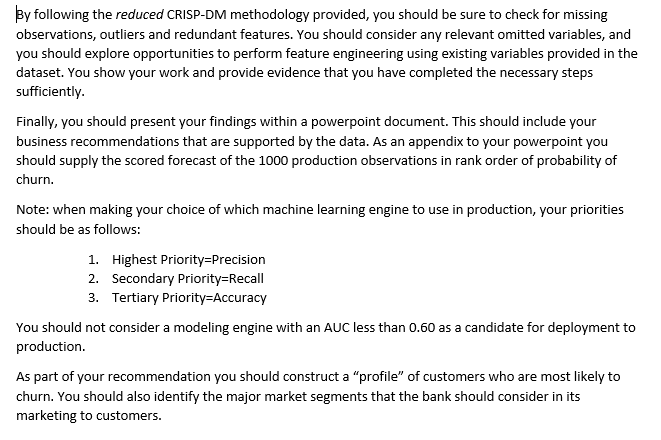 By following the reduced CRISP-DM methodology provided, you should be sure to check for missing
observations, outliers and redundant features. You should consider any relevant omitted variables, and
you should explore opportunities to perform feature engineering using existing variables provided in the
dataset. You show your work and provide evidence that you have completed the necessary steps
sufficiently.
Finally, you should present your findings within a powerpoint document. This should include your
business recommendations that are supported by the data. As an appendix to your powerpoint you
should supply the scored forecast of the 1000 production observations in rank order of probability of
churn.
Note: when making your choice of which machine learning engine to use in production, your priorities
should be as follows:
1. Highest Priority=Precision
2. Secondary Priority=Recall
3. Tertiary Priority=Accuracy
You should not consider a modeling engine with an AUC less than 0.60 as a candidate for deployment to
production.
As part of your recommendation you should construct a “profile” of customers who are most likely to
churn. You should also identify the major market segments that the bank should consider in its
marketing to customers.